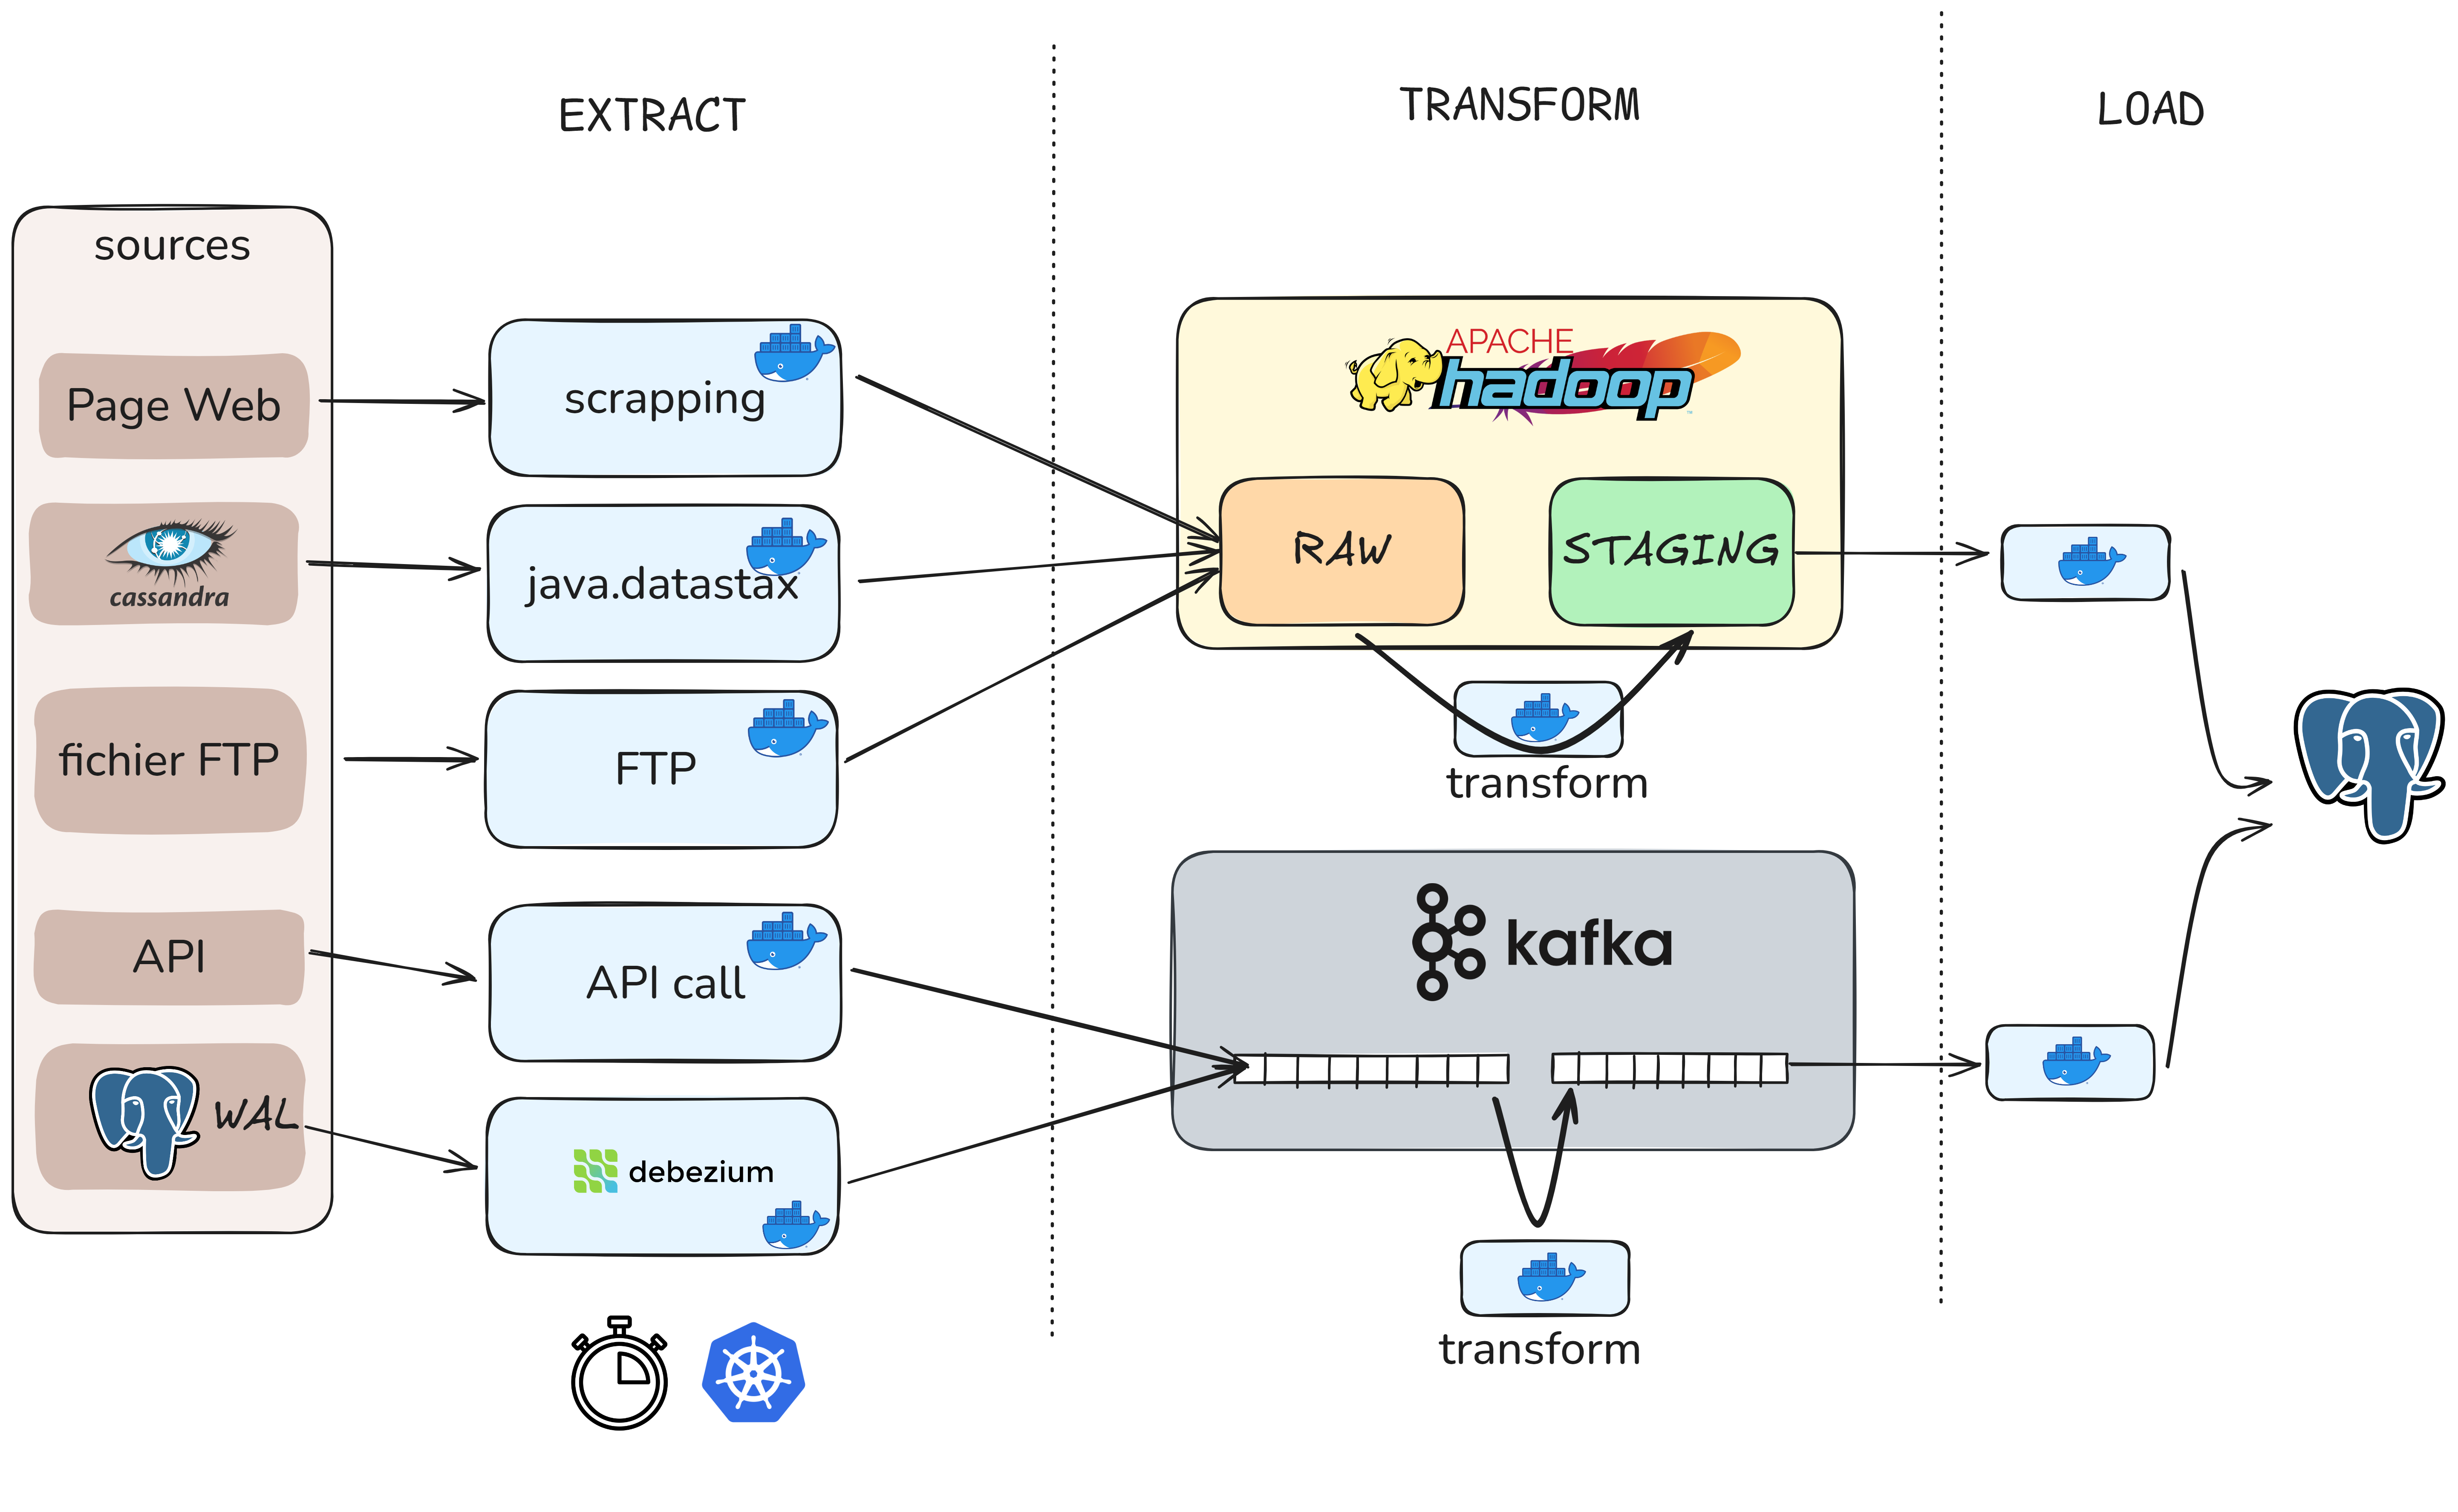 EXTRACT
TRANSFORM
LOAD
sources
Page Web
cassandra
fichier FTP
API
WAL
scrapping
java.datastax
FTP
API call
debezium
APACHE
hadoop
RAW
STAGING
transform
kafka
transform